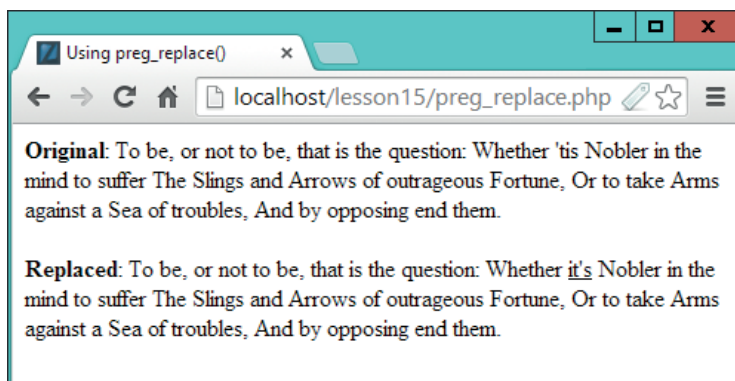 Using preg_replace()
localhost/lesson15/preg_replace.php
Original: To be, or not to be, that is the question: Whether 'tis Nobler in the
mind to suffer The Slings and Arrows of outrageous Fortune, Or to take Arms
against a Sea of troubles, And by opposing end them.
Replaced: To be, or not to be, that is the question: Whether it's Nobler in the
mind to suffer The Slings and Arrows of outrageous Fortune, Or to take Arms
against a Sea of troubles, And by opposing end them.